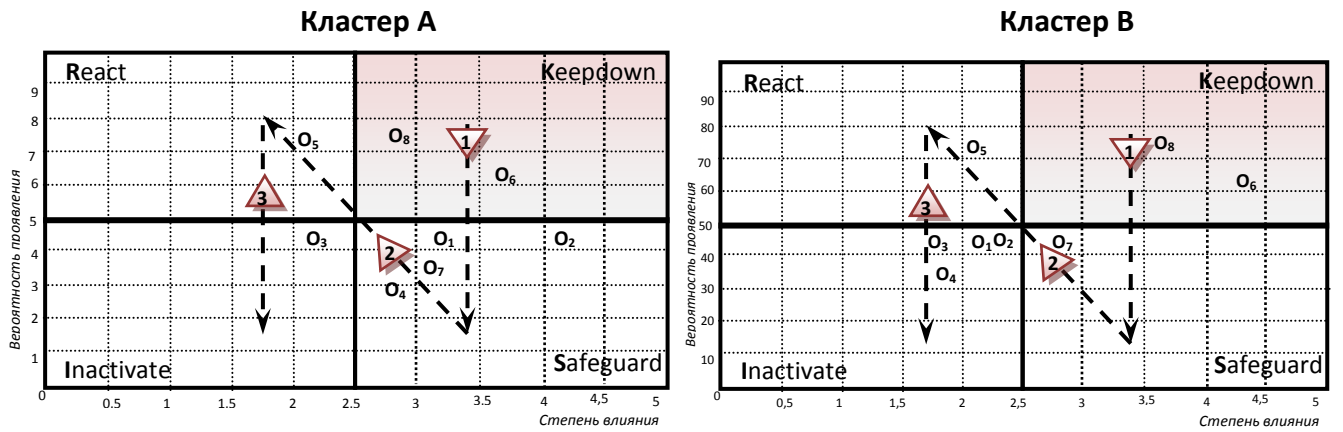 Кластер A
React
Keepdown
9
8
7
6
5
4
3
2
1
0
O5
O8
1
O6
3
O3
2
O1
O2
O7
O4
Inactivate
Safeguard
0,5
1
1.5
2
2.5
3
3.5
4
4.5
5
Вероятность проявления
Степень влияния
Кластер B
React
Keepdown
90
80
70
60
50
40
30
20
10
0
O5
1
O8
O6
3
O3
O1 O2
O7
2
O4
Inactivate
Safeguard
0,5
1
1,5
2
2,5
3
3,5
4
4,5
5
Вероятность проявления
Степень влияния